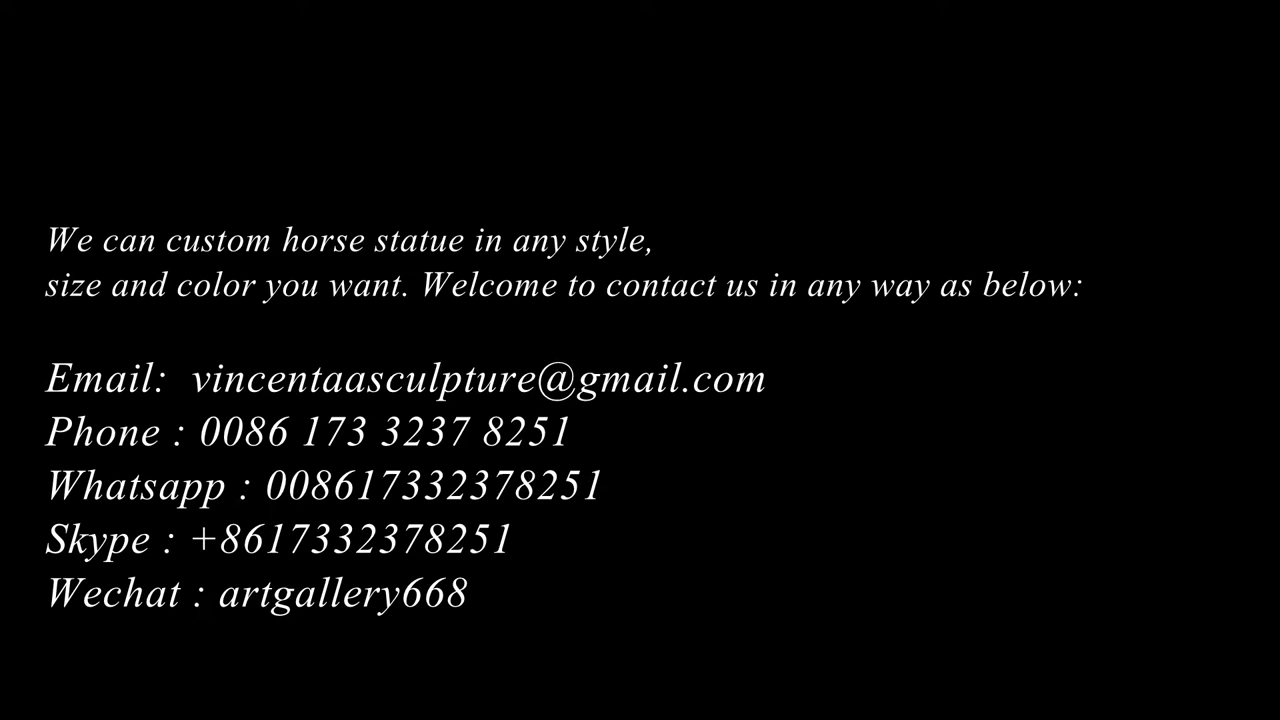 We can custom horse statue in any style,
size and color you want. Welcome to contact us in any way as below:
Email: vincentaasculpture@gmail.com
Phone : 0086 173 3237 8251
Whatsapp : 008617332378251
Skype : +8617332378251
Wechat : artgallery668